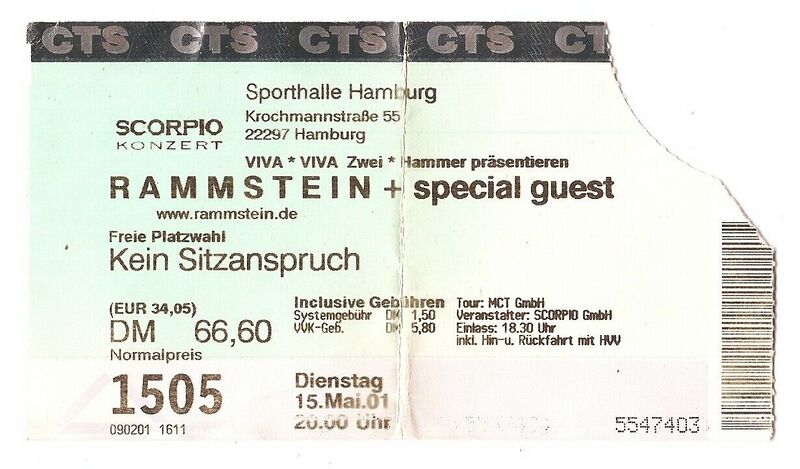 CTS CTS CTS CTS CT
Sporthalle Hamburg
Krochmannstraße 55
22297 Hamburg
SCORPIO
KONZERT
VIVA * VIVA Zwei * Hammer präsentieren
RAMMSTEIN + special guest
www.rammstein.de
Freie Platzwahl
Kein Sitzanspruch
(EUR 34,05)
DM 66,60
Normalpreis
Inclusive Gebühren
Systemgebühr DM 1,50
VVK-Geb. DM 5,80
Tour: MCT GmbH
Veranstalter: SCORPIO GmbH
Einlass: 18.30 Uhr
inkl. Hin-u. Rückfahrt mit HVV
1505
090201 1611
Dienstag
15.Mai.01
20.00 Uhr
5547403